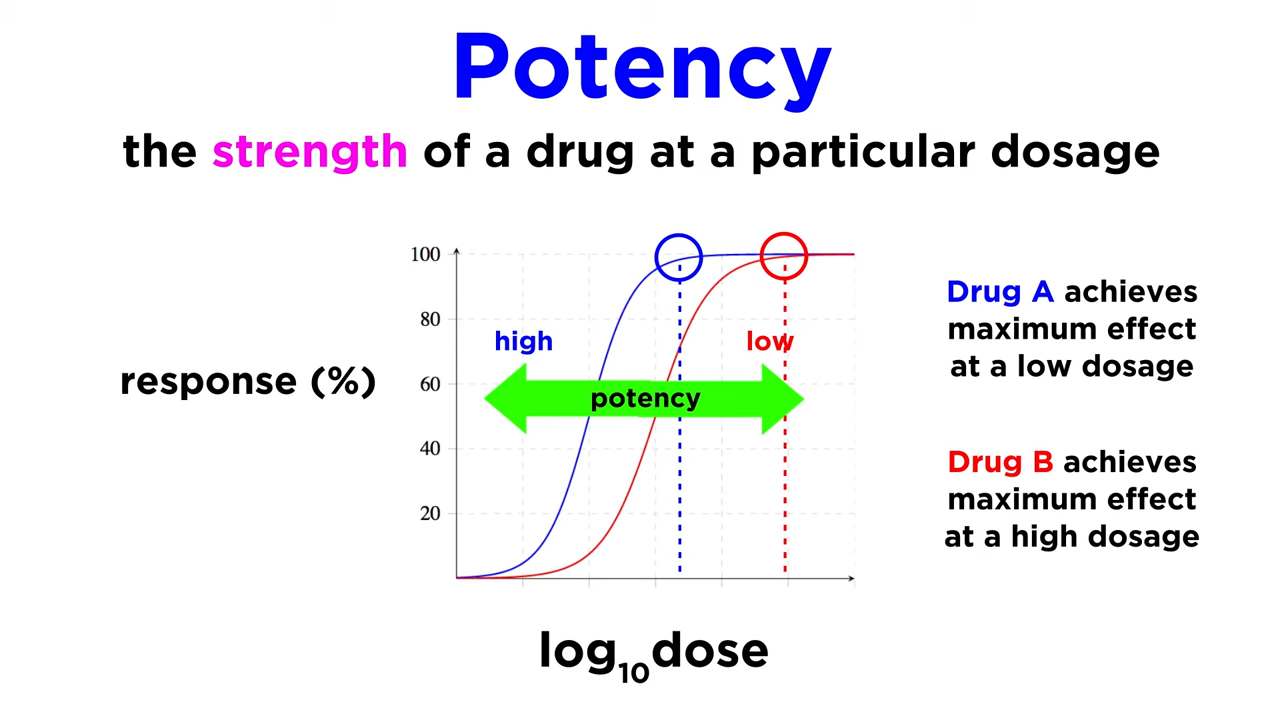 Potency
the strength of a drug at a particular dosage
100
80
60
40
20
response (%)
high
low
potency
log₁₀dose
Drug A achieves
maximum effect
at a low dosage
Drug B achieves
maximum effect
at a high dosage